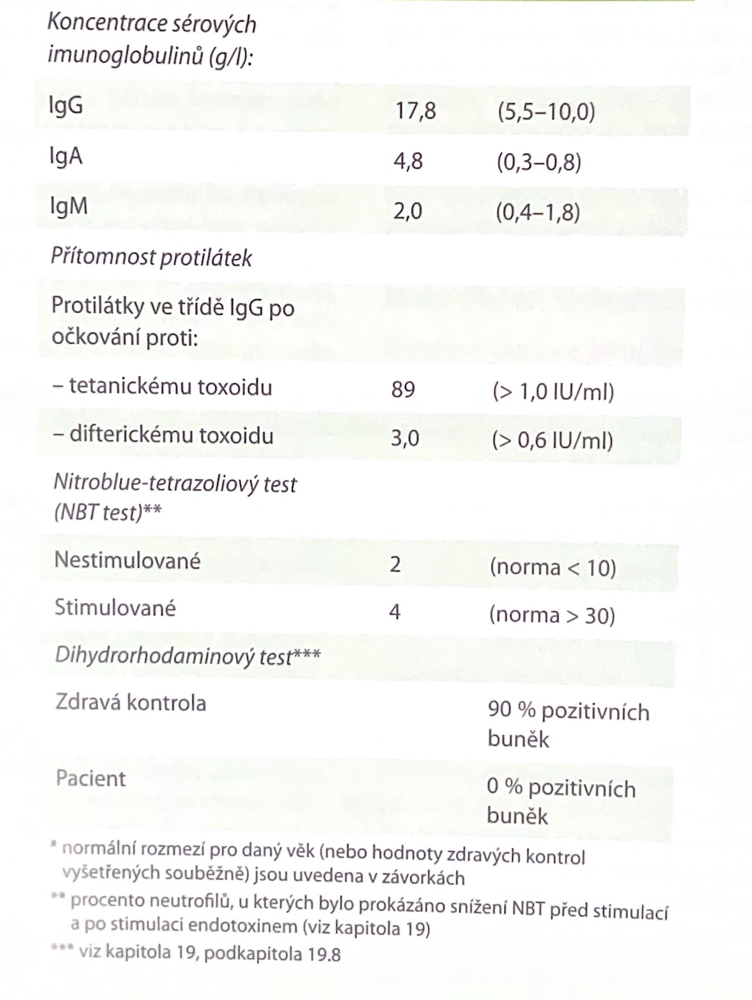 Koncentrace sérových
imunoglobulinů (g/l):
IgG 17,8 (5,5–10,0)
IgA 4,8 (0,3–0,8)
IgM 2,0 (0,4–1,8)
Přítomnost protilátek
Protilátky ve třídě IgG po
očkování proti:
– tetanickému toxoidu 89 (> 1,0 IU/ml)
– difterickému toxoidu 3,0 (> 0,6 IU/ml)
Nitroblue-tetrazoliový test
(NBT test)**
Nestimulované 2 (norma < 10)
Stimulované 4 (norma > 30)
Dihydrorhodaminový test***
Zdravá kontrola 90 % pozitivních
buněk
Pacient 0 % pozitivních
buněk
* normální rozmezí pro daný věk (nebo hodnoty zdravých kontrol
vyšetřených souběžně) jsou uvedena v závorkách
** procento neutrofilů, u kterých bylo prokázáno snížení NBT před stimulací
a po stimulaci endotoxinem (viz kapitola 19)
*** viz kapitola 19, podkapitola 19.8